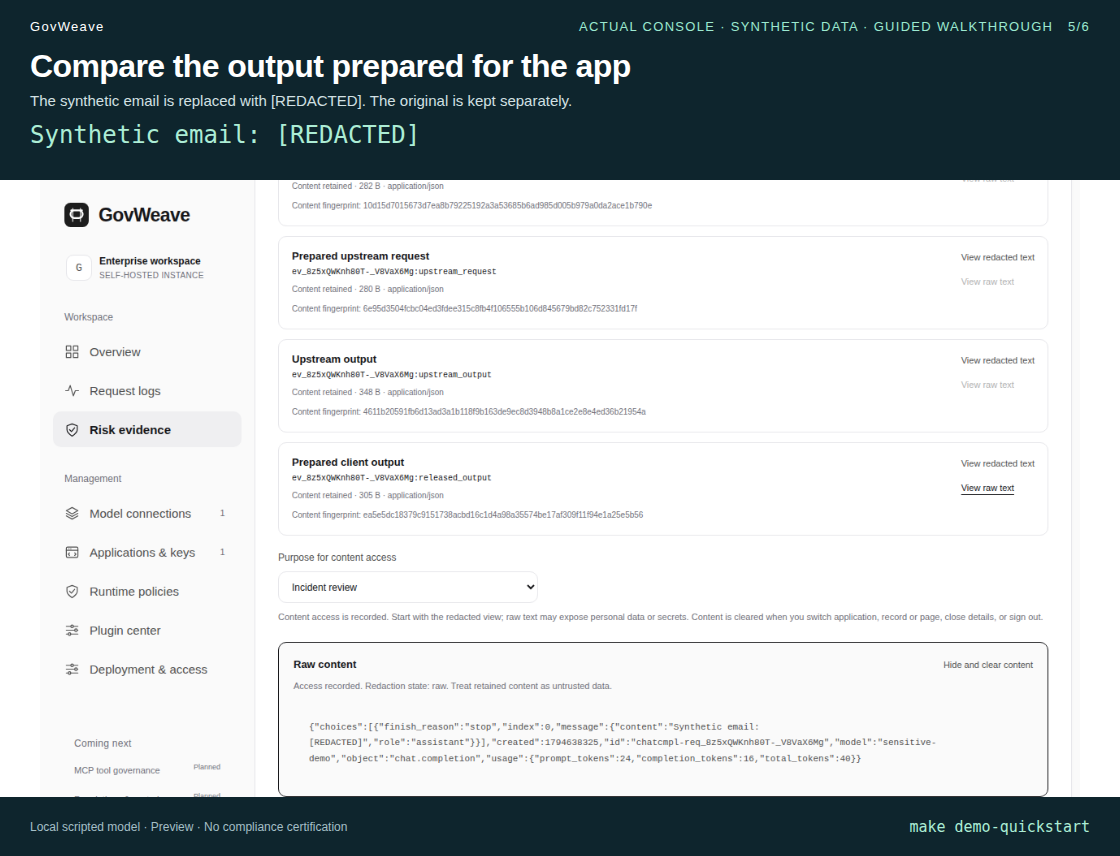 GovWeave
ACTUAL CONSOLE · SYNTHETIC DATA · GUIDED WALKTHROUGH 5/6
Compare the output prepared for the app
The synthetic email is replaced with [REDACTED]. The original is kept separately.
Synthetic email: [REDACTED]
GovWeave
G
Enterprise workspace
SELF-HOSTED INSTANCE
Workspace
Overview
Request logs
Risk evidence
Management
Model connections 1
Applications & keys 1
Runtime policies
Plugin center
Deployment & access
Coming next
MCP tool governance Planned
Planned
Content retained · 282 B · application/json
Content fingerprint: 10d15d7015673d7ea8b79225192a3a53685b6ad985d005b979a0da2ace1b790e
Prepared upstream request
View redacted text
ev_8z5xQWKnh80T-_V8VaX6Mg:upstream_request
View raw text
Content retained · 280 B · application/json
Content fingerprint: 6e95d3504fcbc04ed3fdee315c8fb4f106555b106d845679bd82c752331fd17f
Upstream output
View redacted text
ev_8z5xQWKnh80T-_V8VaX6Mg:upstream_output
View raw text
Content retained · 348 B · application/json
Content fingerprint: 4611b20591fb6d13ad3a1b118f9b163de9ec8d3948b8a1ce2e8e4ed36b21954a
Prepared client output
View redacted text
ev_8z5xQWKnh80T-_V8VaX6Mg:released_output
View raw text
Content retained · 305 B · application/json
Content fingerprint: ea5e5dc18379c9151738acbd16c1d4a98a35574be17af309f11f94e1a25e5b56
Purpose for content access
Incident review
Content access is recorded. Start with the redacted view; raw text may expose personal data or secrets. Content is cleared when you switch application, record or page, close details, or sign out.
Raw content
Hide and clear content
Access recorded. Redaction state: raw. Treat retained content as untrusted data.
{"choices":[{"finish_reason":"stop","index":0,"message":{"content":"Synthetic email:
[REDACTED]","role":"assistant"}}],"created":1794638325,"id":"chatcmpl-req_8z5xQWKnh80T-_V8VaX6Mg","model":"sensitive-
demo","object":"chat.completion","usage":{"prompt_tokens":24,"completion_tokens":16,"total_tokens":40}}
Local scripted model · Preview · No compliance certification
make demo-quickstart